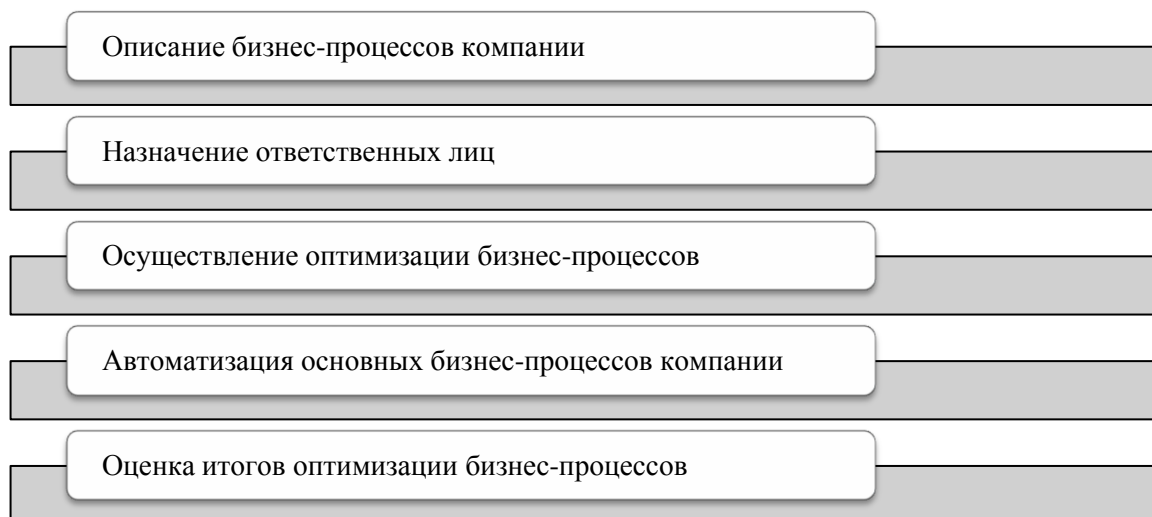 Описание бизнес-процессов компании
Назначение ответственных лиц
Осуществление оптимизации бизнес-процессов
Автоматизация основных бизнес-процессов компании
Оценка итогов оптимизации бизнес-процессов